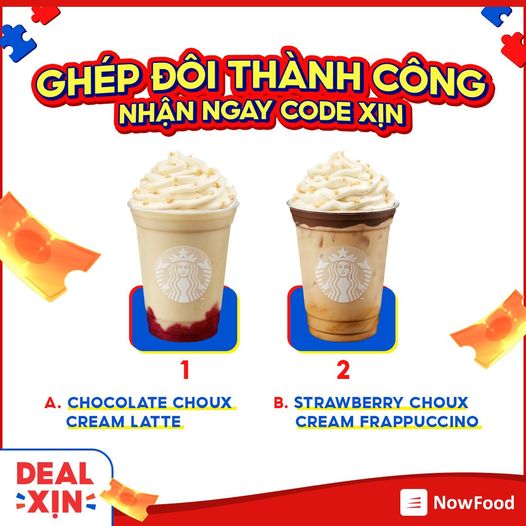 GHÉP ĐÔI THÀNH CÔNG
NHẬN NGAY CODE XỊN
1
2
A. CHOCOLATE CHOUX
CREAM LATTE
B. STRAWBERRY CHOUX
CREAM FRAPPUCCINO
DEAL
XỊN
NowFood